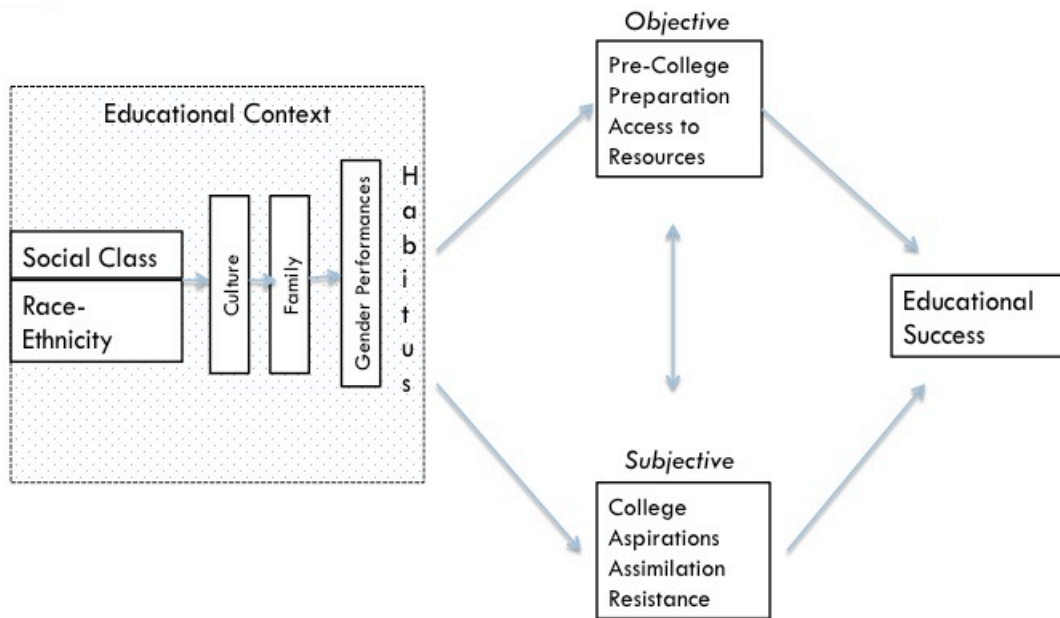 Educational Context
Social Class
Race-
Ethnicity
Culture
Family
Gender Performances
Habitus
Objective
Pre-College
Preparation
Access to
Resources
Subjective
College
Aspirations
Assimilation
Resistance
Educational
Success